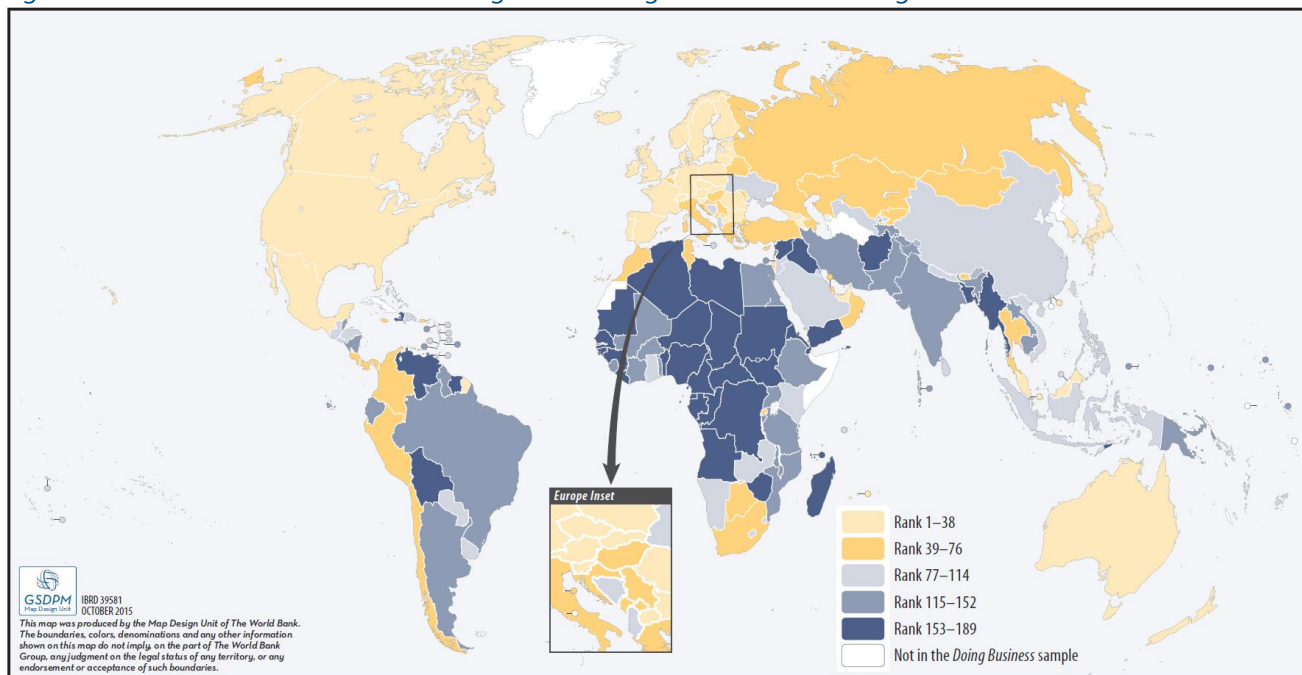 Europe Inset
Rank 1–38
Rank 39–76
Rank 77–114
Rank 115–152
Rank 153–189
Not in the Doing Business sample
GSDPM
Map Design Unit
IBRD 39581
OCTOBER 2015
This map was produced by the Map Design Unit of The World Bank.
The boundaries, colors, denominations and any other information
shown on this map do not imply, on the part of The World Bank
Group, any judgment on the legal status of any territory, or any
endorsement or acceptance of such boundaries.